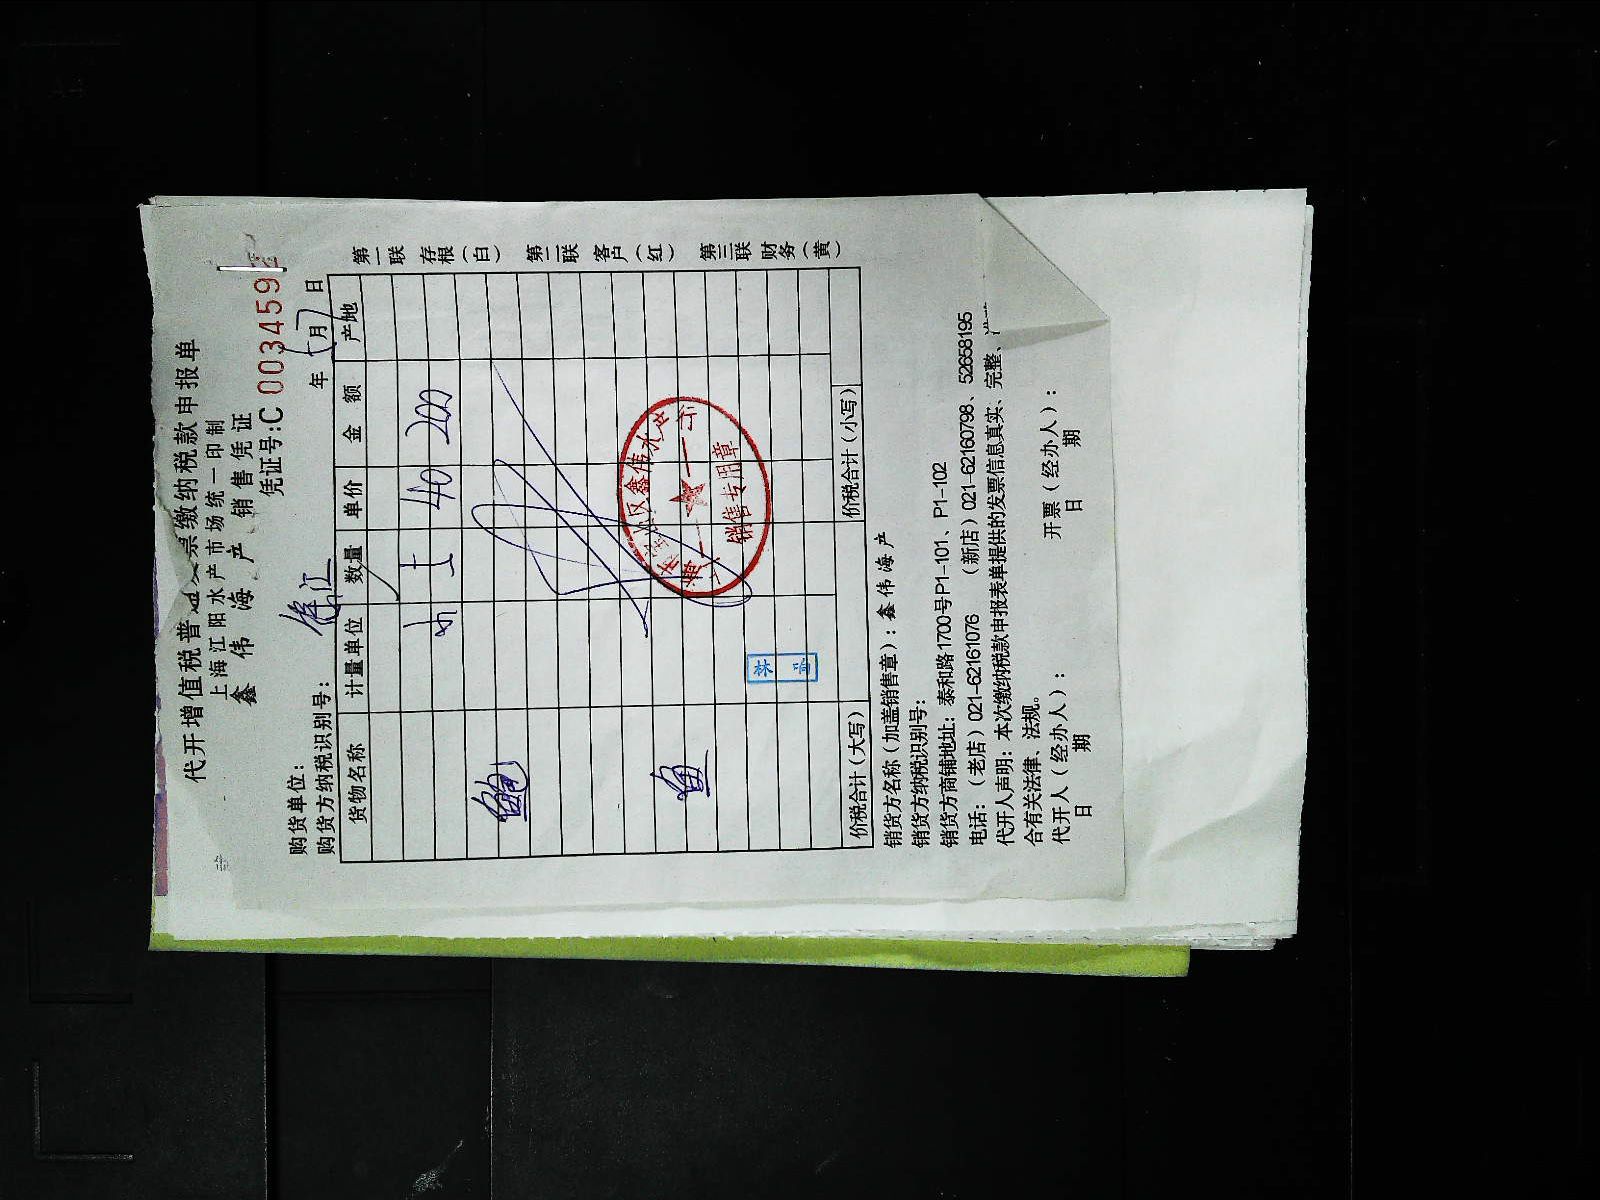 代开增值税普通发票缴纳税款申报单
上海江阳水产市场统一印制
鑫伟海产 销售凭证
凭证号:C 003459
购货单位:
年 月 7 日
购货方纳税识别号:
货物名称 计量单位 数量 单价 金额 产地
40 200
鲍
鱼
鑫伟水产
销售专用章
价税合计(大写) 价税合计(小写)
第一联 存根(白) 第二联 客户(红) 第三联 财务(黄)
销货方名称(加盖销售章):鑫伟海产
销货方纳税识别号:
销货方商铺地址:泰和路1700号P1-101、P1-102
电话:(老店)021-62161076 (新店)021-62160798、52658195
代开人声明:本次缴纳税款申报表单提供的发票信息真实、完整、
合有关法律、法规。
代开人(经办人): 开票(经办人):
日 期 日 期